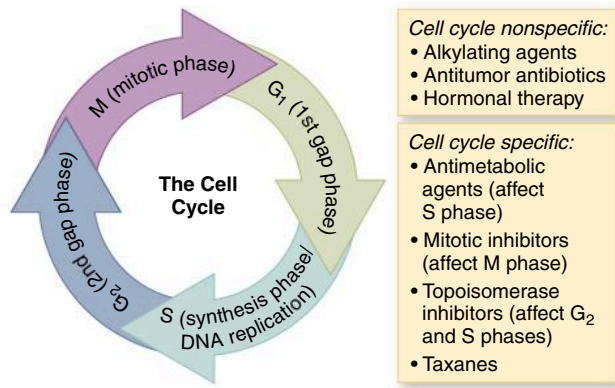 M (mitotic phase)
G₁ (1st gap phase)
S (synthesis phase/
DNA replication)
G₂ (2nd gap phase)
The Cell
Cycle
Cell cycle nonspecific:
• Alkylating agents
• Antitumor antibiotics
• Hormonal therapy
Cell cycle specific:
• Antimetabolic
agents (affect
S phase)
• Mitotic inhibitors
(affect M phase)
• Topoisomerase
inhibitors (affect G₂
and S phases)
• Taxanes